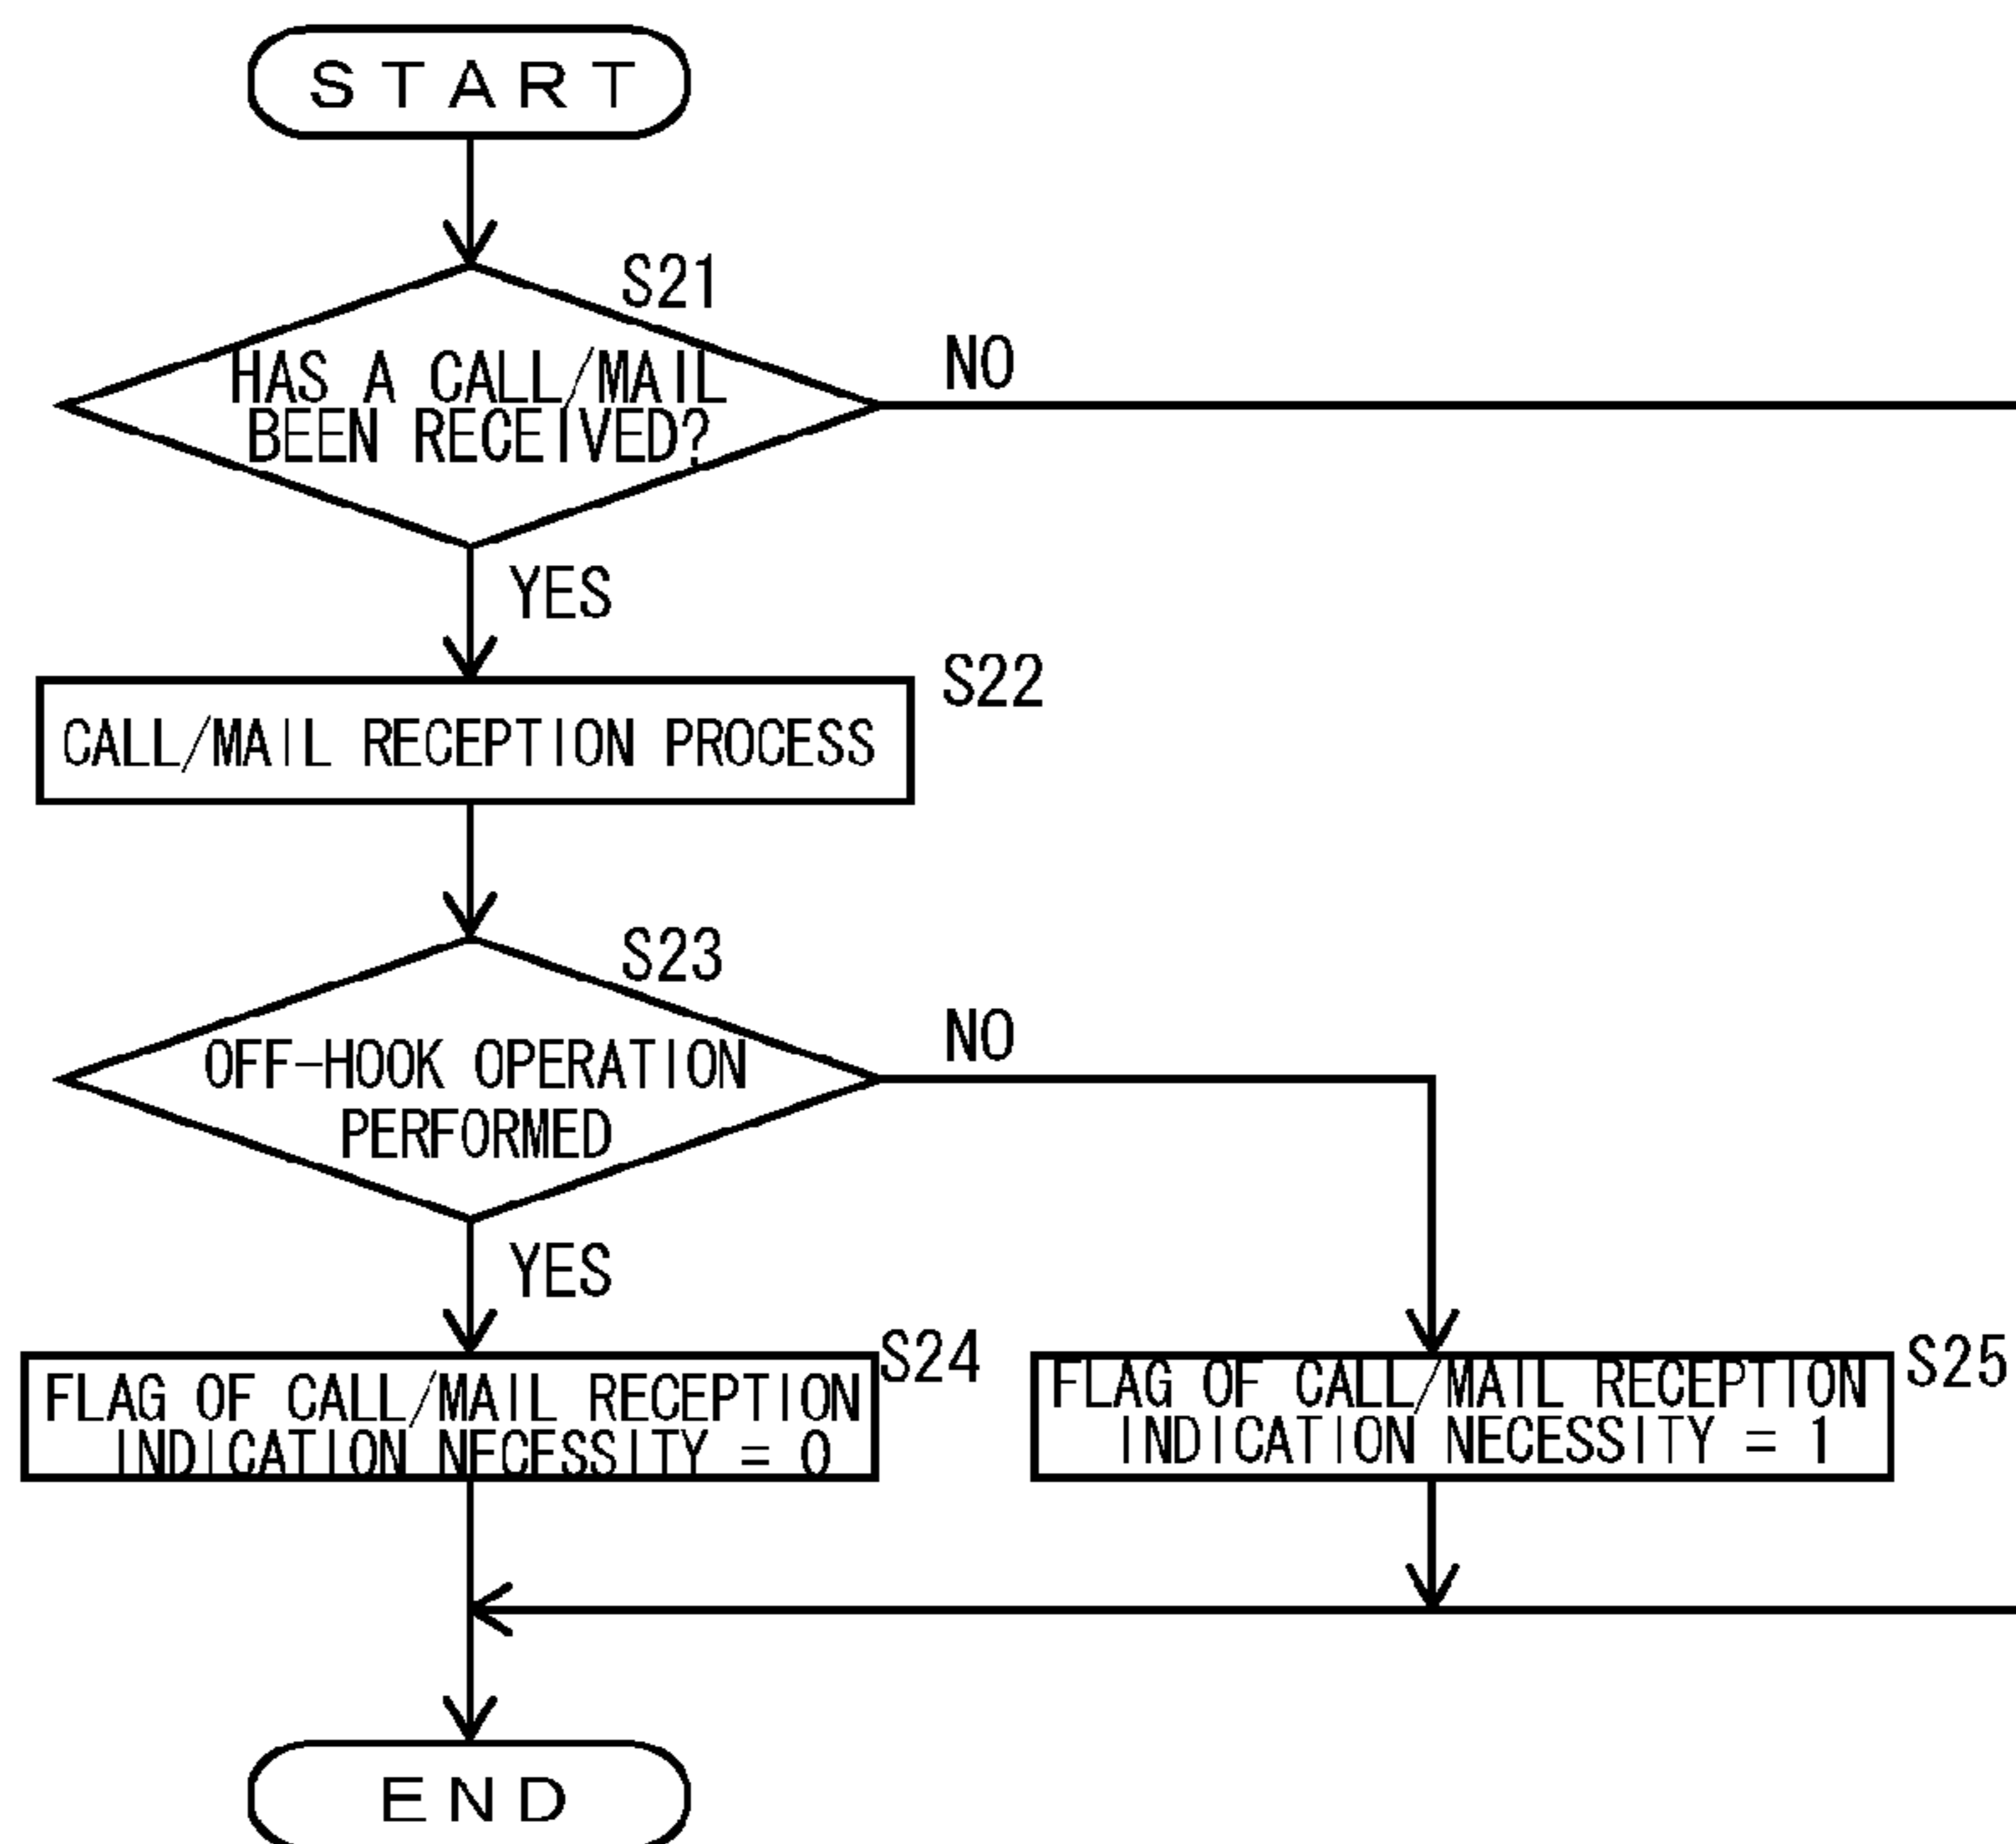 START
S21
HAS A CALL/MAIL
BEEN RECEIVED?
NO
YES
S22
CALL/MAIL RECEPTION PROCESS
S23
OFF-HOOK OPERATION
PERFORMED
NO
YES
S24
FLAG OF CALL/MAIL RECEPTION
INDICATION NECESSITY = 0
S25
FLAG OF CALL/MAIL RECEPTION
INDICATION NECESSITY = 1
END